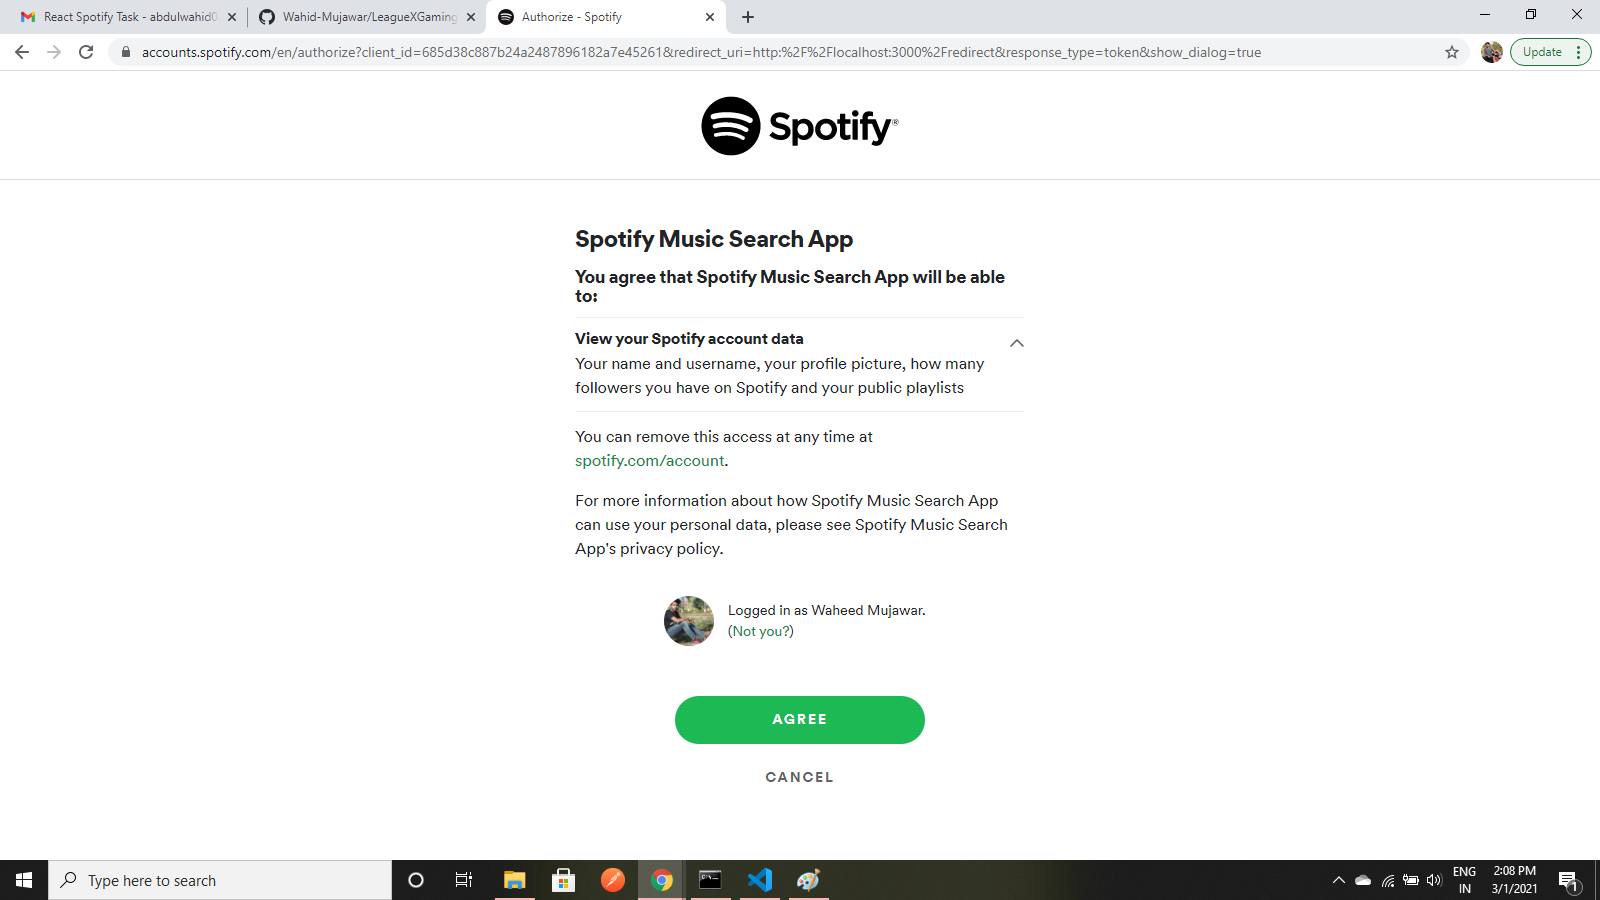 React Spotify Task - abdulwahid0
Wahid-Mujawar/LeagueXGaming
Authorize - Spotify
accounts.spotify.com/en/authorize?client_id=685d38c887b24a2487896182a7e45261&redirect_uri=http:%2F%2Flocalhost:3000%2Fredirect&response_type=token&show_dialog=true
Update
Spotify®
Spotify Music Search App
You agree that Spotify Music Search App will be able
to:
View your Spotify account data
Your name and username, your profile picture, how many
followers you have on Spotify and your public playlists
You can remove this access at any time at
spotify.com/account.
For more information about how Spotify Music Search App
can use your personal data, please see Spotify Music Search
App's privacy policy.
Logged in as Waheed Mujawar.
(Not you?)
AGREE
CANCEL
Type here to search
ENG
IN
2:08 PM
3/1/2021
1